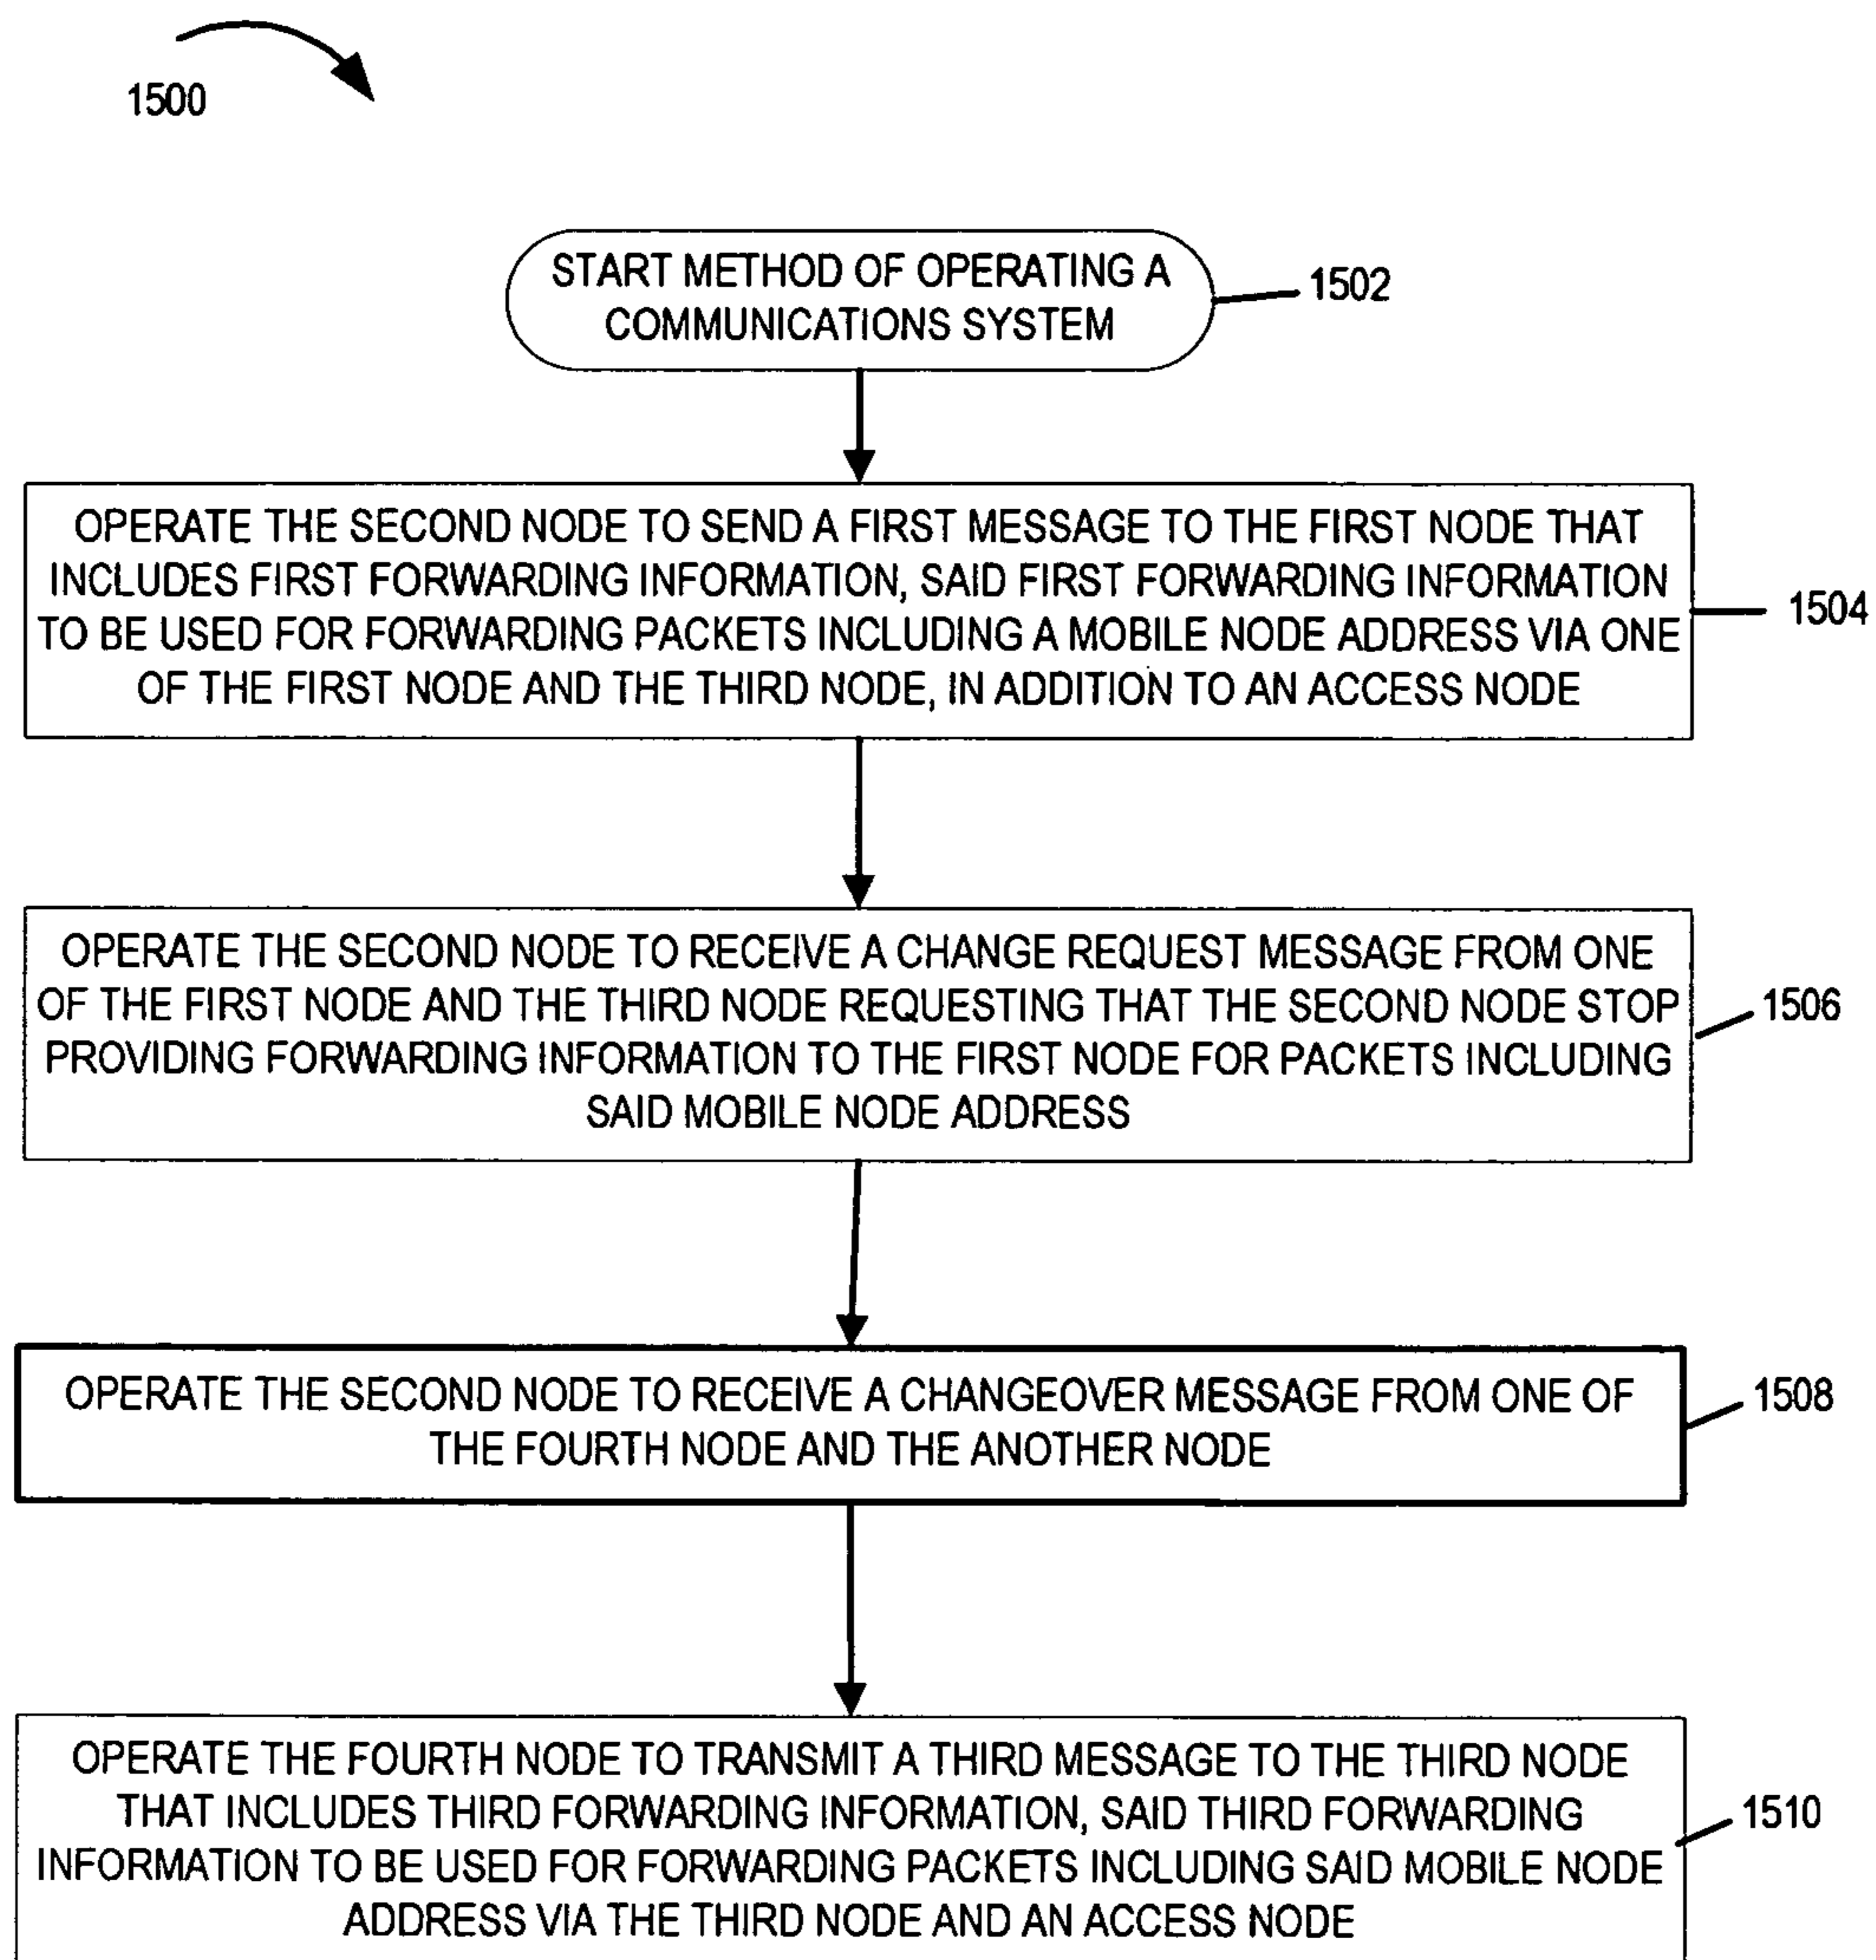 1500
START METHOD OF OPERATING A
COMMUNICATIONS SYSTEM
1502
OPERATE THE SECOND NODE TO SEND A FIRST MESSAGE TO THE FIRST NODE THAT
INCLUDES FIRST FORWARDING INFORMATION, SAID FIRST FORWARDING INFORMATION
TO BE USED FOR FORWARDING PACKETS INCLUDING A MOBILE NODE ADDRESS VIA ONE
OF THE FIRST NODE AND THE THIRD NODE, IN ADDITION TO AN ACCESS NODE
1504
OPERATE THE SECOND NODE TO RECEIVE A CHANGE REQUEST MESSAGE FROM ONE
OF THE FIRST NODE AND THE THIRD NODE REQUESTING THAT THE SECOND NODE STOP
PROVIDING FORWARDING INFORMATION TO THE FIRST NODE FOR PACKETS INCLUDING
SAID MOBILE NODE ADDRESS
1506
OPERATE THE SECOND NODE TO RECEIVE A CHANGEOVER MESSAGE FROM ONE OF
THE FOURTH NODE AND THE ANOTHER NODE
1508
OPERATE THE FOURTH NODE TO TRANSMIT A THIRD MESSAGE TO THE THIRD NODE
THAT INCLUDES THIRD FORWARDING INFORMATION, SAID THIRD FORWARDING
INFORMATION TO BE USED FOR FORWARDING PACKETS INCLUDING SAID MOBILE NODE
ADDRESS VIA THE THIRD NODE AND AN ACCESS NODE
1510